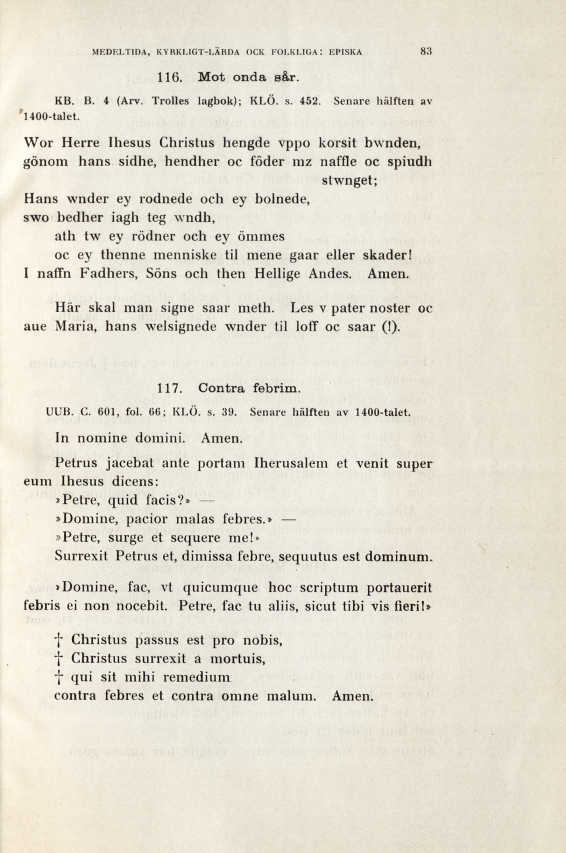 MEDELTIDA, KYRKLIGT-LÄRDA OCK FOLKLIGA: EPISKA 83
116. Mot onda sår.
KB. B. 4 (Arv. Trolles lagbok); KLÖ. s. 452. Senare hälften av
1400-talet.
Wor Herre Ihesus Christus hengde vppo korsit bwnden,
gönom hans sidhe, hendher oc föder mz naffle oc spiudh
stwnget;
Hans wnder ey rodnede och ey bolnede,
swo bedher iagh teg wndh,
ath tw ey rödner och ey ömmes
oc ey thenne menniske til mene gaar eller skader!
I naffn Fadhers, Söns och then Hellige Andes. Amen.
Här skal man signe saar meth. Les v pater noster oc
aue Maria, hans welsignede wnder til loff oc saar (!).
117. Contra febrim.
UUB. C. 601, fol. 66; KLÖ. s. 39. Senare hälften av 1400-talet.
In nomine domini. Amen.
Petrus jacebat ante portam Iherusalem et venit super
eum Ihesus dicens:
»Petre, quid facis?» —
»Domine, pacior malas febres.» —
»Petre, surge et sequere me!»
Surrexit Petrus et, dimissa febre, sequutus est dominum.
»Domine, fac, vt quicumque hoc scriptum portauerit
febris ei non nocebit. Petre, fac tu aliis, sicut tibi vis fieri!»
† Christus passus est pro nobis,
† Christus surrexit a mortuis,
† qui sit mihi remedium
contra febres et contra omne malum. Amen.